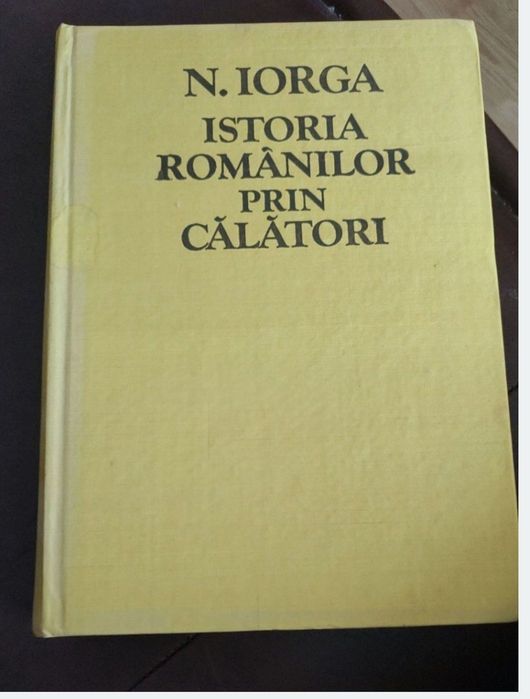 N. IORGA
ISTORIA
ROMÂNILOR
PRIN
CĂLĂTORI